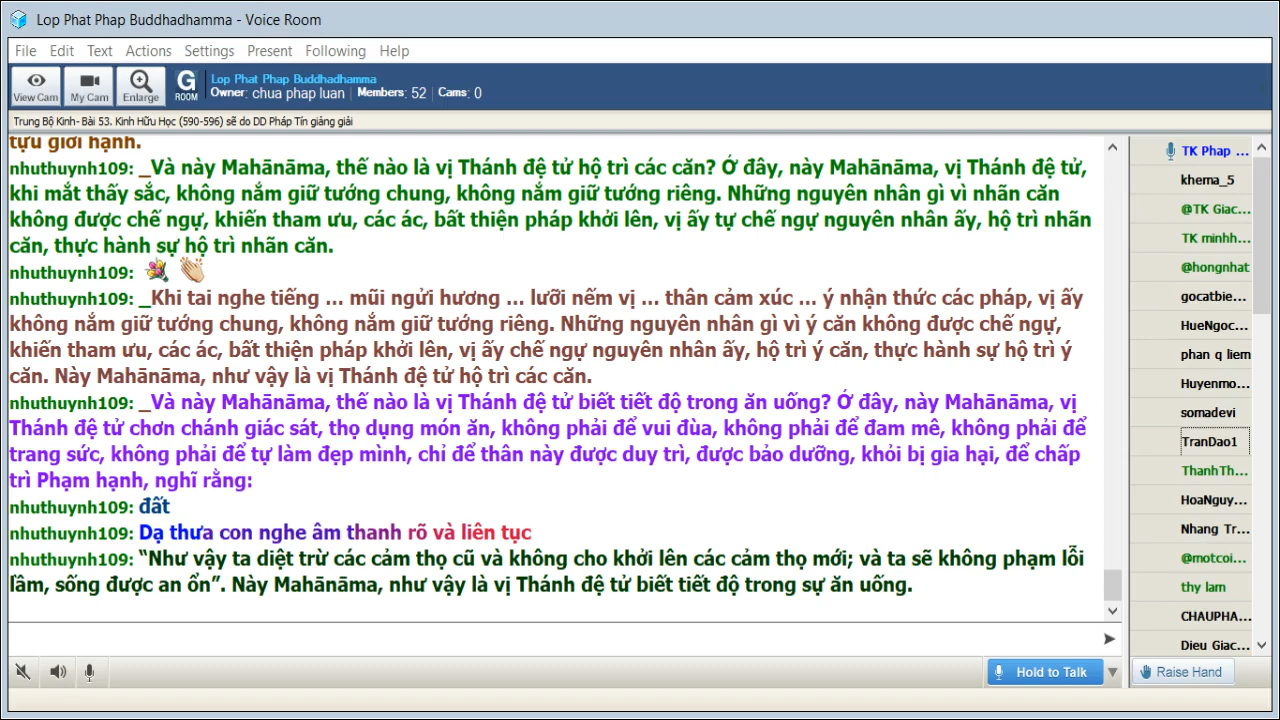 Lop Phat Phap Buddhadhamma - Voice Room
File Edit Text Actions Settings Present Following Help
View Cam My Cam Enlarge G ROOM
Lop Phat Phap Buddhadhamma
Owner: chua phap luan Members: 52 Cams: 0
Trung Bộ Kinh- Bài 53. Kinh Hữu Học (590-596) sẽ do DD Pháp Tín giảng giải
tựu giới hạnh.
nhuthuynh109: _Và này Mahānāma, thế nào là vị Thánh đệ tử hộ trì các căn? Ở đây, này Mahānāma, vị Thánh đệ tử,
khi mắt thấy sắc, không nắm giữ tướng chung, không nắm giữ tướng riêng. Những nguyên nhân gì vì nhãn căn
không được chế ngự, khiến tham ưu, các ác, bất thiện pháp khởi lên, vị ấy tự chế ngự nguyên nhân ấy, hộ trì nhãn
căn, thực hành sự hộ trì nhãn căn.
nhuthuynh109:
nhuthuynh109: _Khi tai nghe tiếng ... mũi ngửi hương ... lưỡi nếm vị ... thân cảm xúc ... ý nhận thức các pháp, vị ấy
không nắm giữ tướng chung, không nắm giữ tướng riêng. Những nguyên nhân gì vì ý căn không được chế ngự,
khiến tham ưu, các ác, bất thiện pháp khởi lên, vị ấy chế ngự nguyên nhân ấy, hộ trì ý căn, thực hành sự hộ trì ý
căn. Này Mahānāma, như vậy là vị Thánh đệ tử hộ trì các căn.
nhuthuynh109: _Và này Mahānāma, thế nào là vị Thánh đệ tử biết tiết độ trong ăn uống? Ở đây, này Mahānāma, vị
Thánh đệ tử chơn chánh giác sát, thọ dụng món ăn, không phải để vui đùa, không phải để đam mê, không phải để
trang sức, không phải để tự làm đẹp mình, chỉ để thân này được duy trì, được bảo dưỡng, khỏi bị gia hại, để chấp
trì Phạm hạnh, nghĩ rằng:
nhuthuynh109: đất
nhuthuynh109: Dạ thưa con nghe âm thanh rõ và liên tục
nhuthuynh109: “Như vậy ta diệt trừ các cảm thọ cũ và không cho khởi lên các cảm thọ mới; và ta sẽ không phạm lỗi
lầm, sống được an ổn”. Này Mahānāma, như vậy là vị Thánh đệ tử biết tiết độ trong sự ăn uống.
TK Phap ...
khema_5
@TK Giac...
TK minhh...
@hongnhat
gocatbie...
HueNgoc...
phan q liem
Huyenmo...
somadevi
TranDao1
ThanhTh...
HoaNguy...
Nhang Tr...
@motcoi...
thy lam
CHAUPHA...
Dieu Giac...
Hold to Talk
Raise Hand